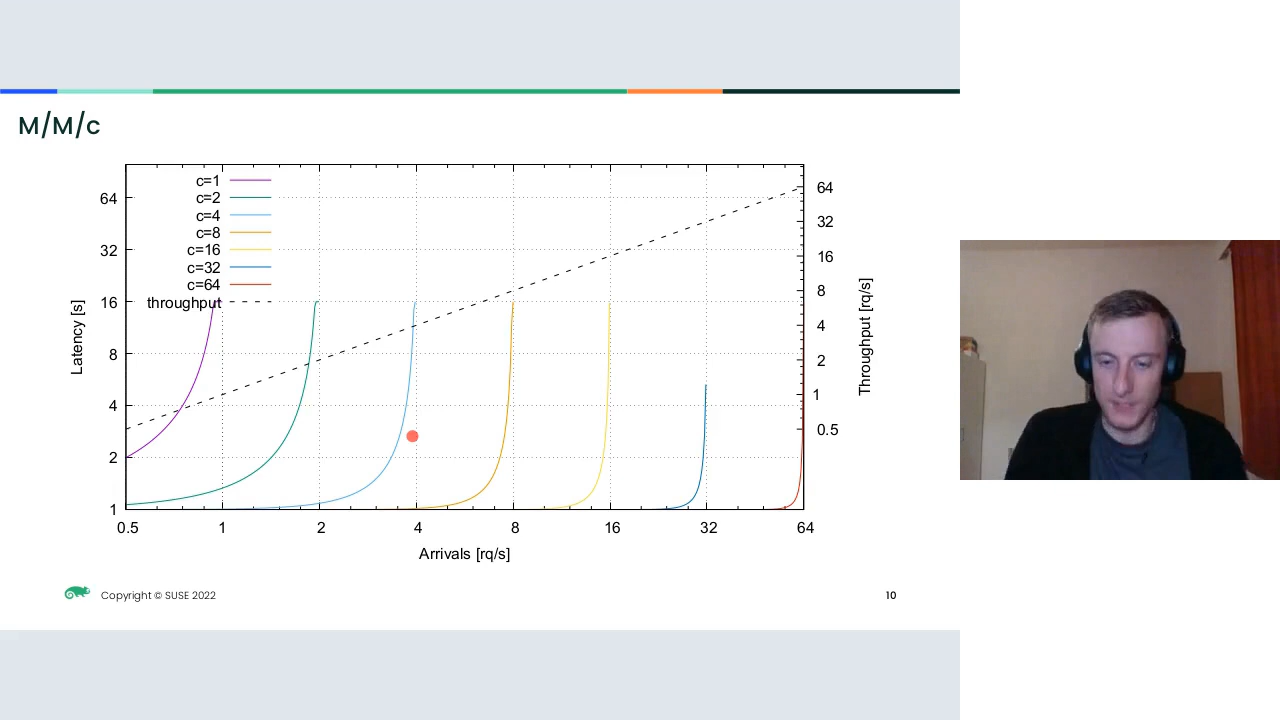 M/M/c
c=1
c=2
c=4
c=8
c=16
c=32
c=64
throughput
64
32
16
8
4
2
1
Latency [s]
64
32
16
8
4
2
1
0.5
Throughput [rq/s]
0.5 1 2 4 8 16 32 64
Arrivals [rq/s]
Copyright © SUSE 2022
10